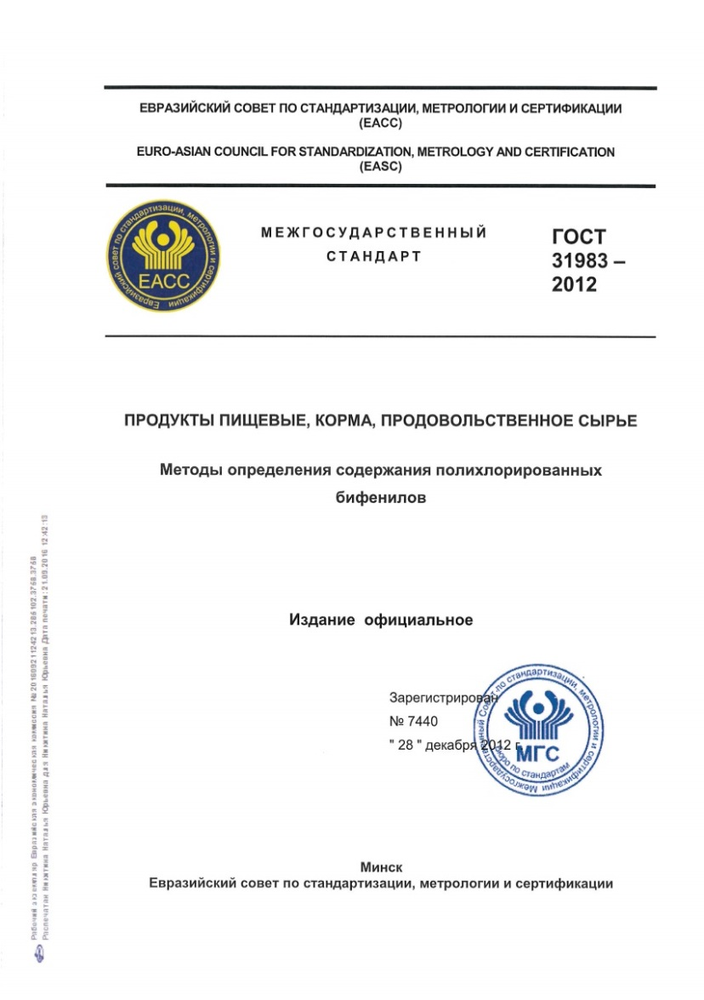 ЕВРАЗИЙСКИЙ СОВЕТ ПО СТАНДАРТИЗАЦИИ, МЕТРОЛОГИИ И СЕРТИФИКАЦИИ
(ЕАСС)
EURO-ASIAN COUNCIL FOR STANDARDIZATION, METROLOGY AND CERTIFICATION
(EASC)
Евразийский совет по стандартизации, метрологии и сертификации
ЕАСС
МЕЖГОСУДАРСТВЕННЫЙ
СТАНДАРТ
ГОСТ
31983 –
2012
ПРОДУКТЫ ПИЩЕВЫЕ, КОРМА, ПРОДОВОЛЬСТВЕННОЕ СЫРЬЕ
Методы определения содержания полихлорированных
бифенилов
Издание официальное
Зарегистрирован
№ 7440
" 28 " декабря 2012 г.
Межгосударственный Совет по стандартизации, метрологии и сертификации
МГС
бюро по стандартам
Минск
Евразийский совет по стандартизации, метрологии и сертификации
Рабочий экземпляр Евразийская экономическая комиссия №
Распечатан Никитина Наталья Юрьевна для Никитина Наталья Юрьевна Дата печати: 21.09.2016 12:42:13